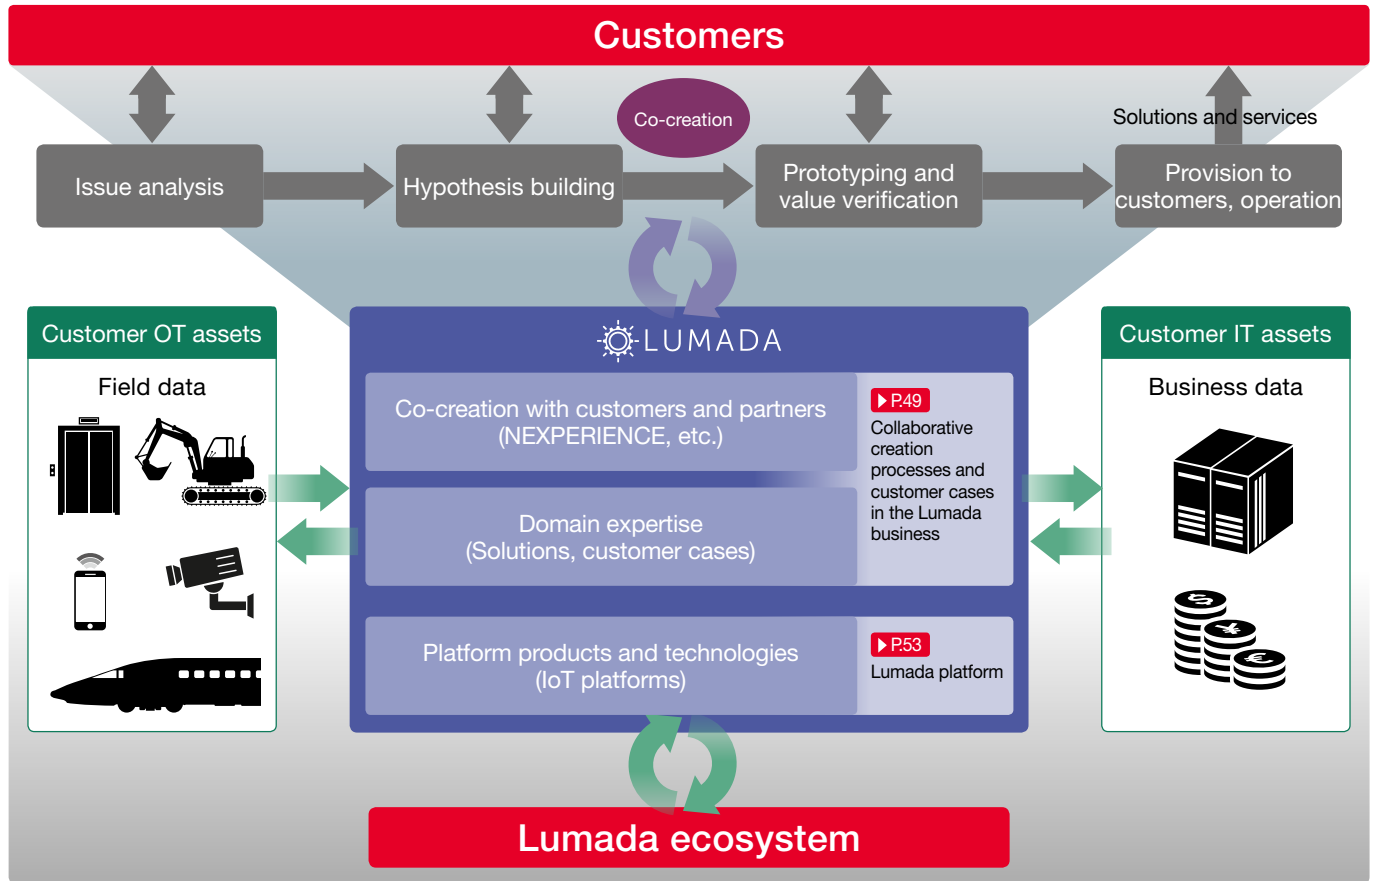 Customers
Co-creation
Solutions and services
Issue analysis
Hypothesis building
Prototyping and
value verification
Provision to
customers, operation
Customer OT assets
Field data
LUMADA
Co-creation with customers and partners
(NEXPERIENCE, etc.)
Domain expertise
(Solutions, customer cases)
P.49
Collaborative
creation
processes and
customer cases
in the Lumada
business
Platform products and technologies
(IoT platforms)
P.53
Lumada platform
Customer IT assets
Business data
$
¥
€
Lumada ecosystem